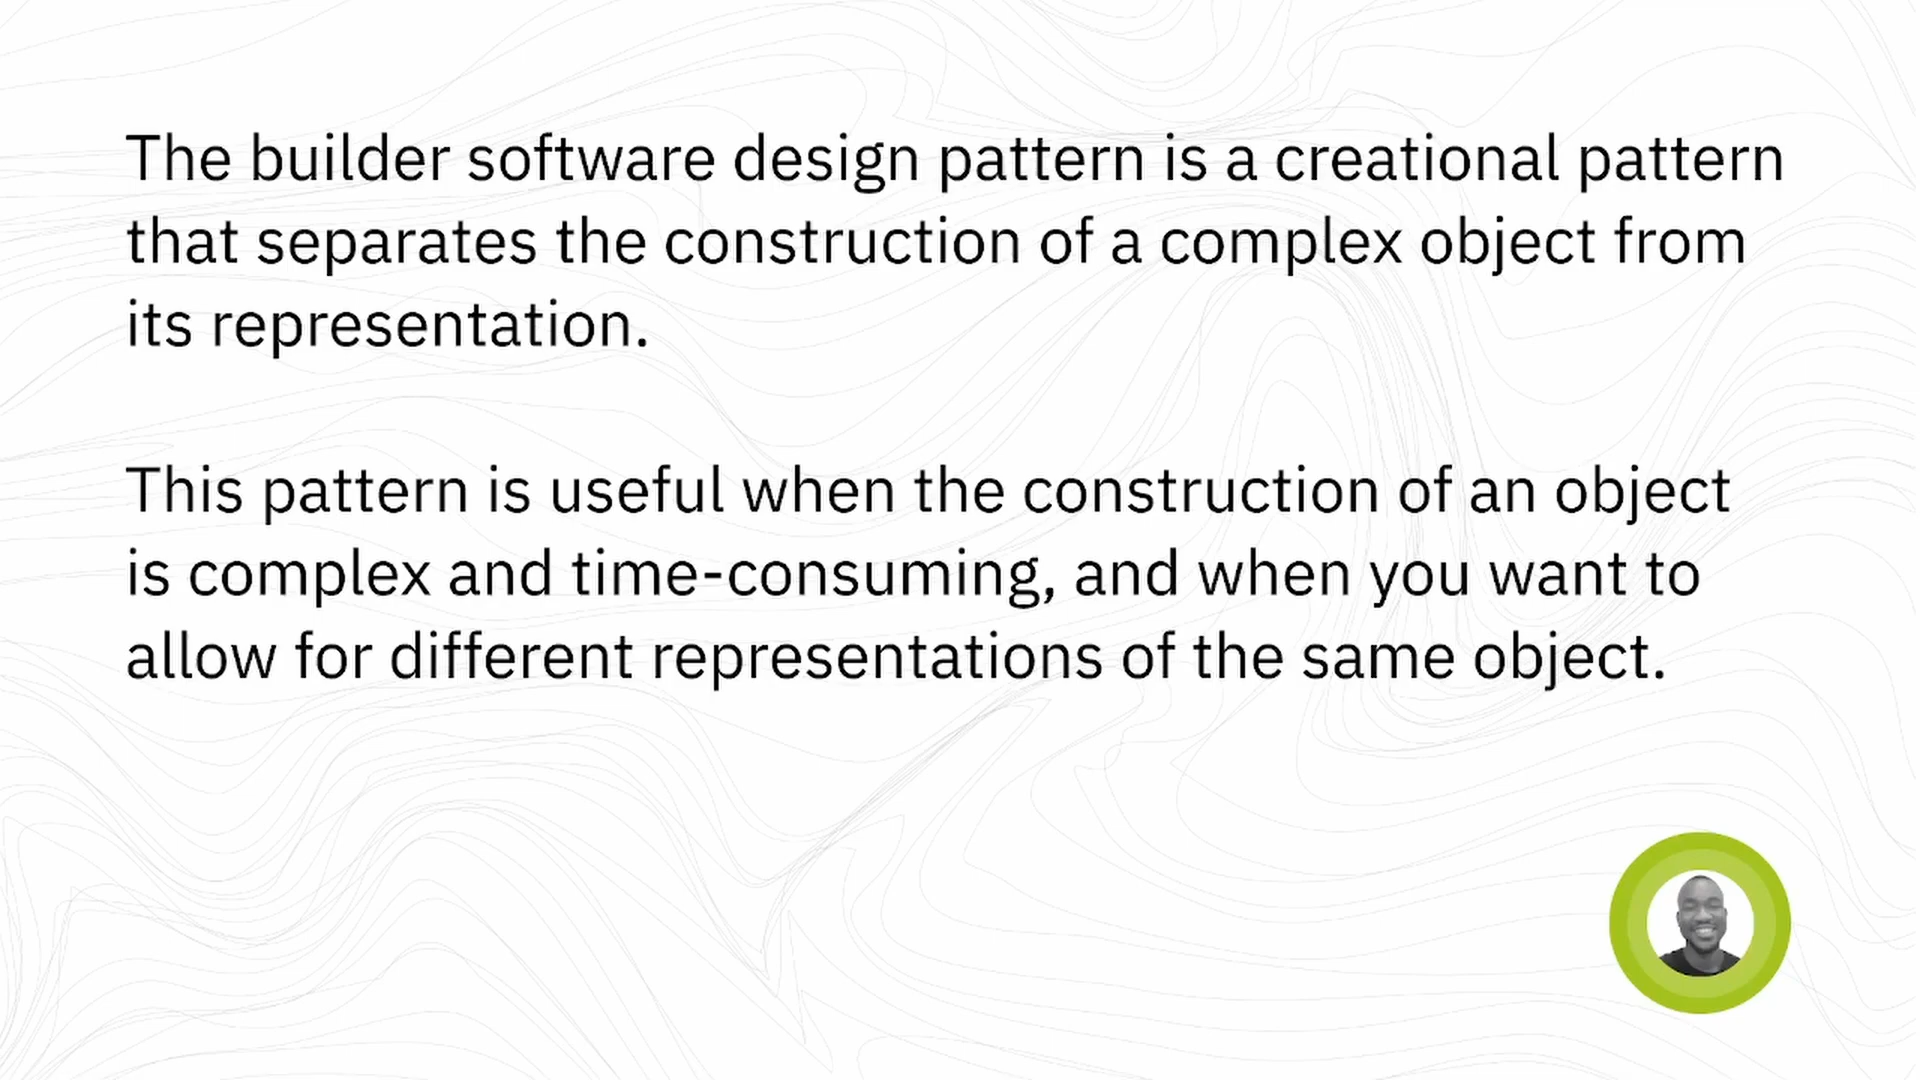 The builder software design pattern is a creational pattern
that separates the construction of a complex object from
its representation.
This pattern is useful when the construction of an object
is complex and time-consuming, and when you want to
allow for different representations of the same object.